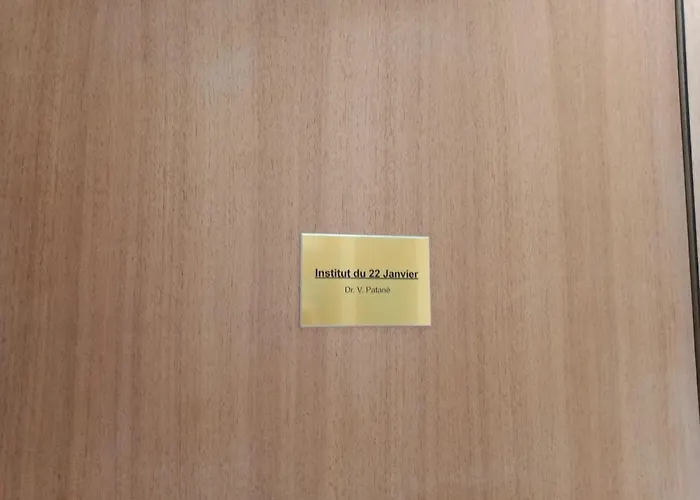 Institut du 22 Janvier
Dr. V. Patanè